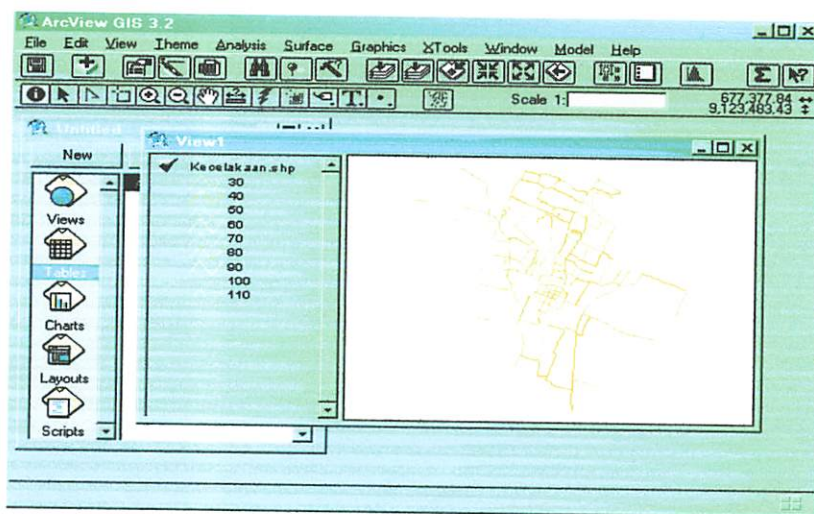 ArcView GIS 3.2
File Edit View Theme Analysis Surface Graphics XTools Window Model Help
Scale 1: 677,377.84
9,123,483.43
Untitled
View1
New
Kecelakaan.shp
30
40
50
60
70
80
90
100
110
Views
Tables
Charts
Layouts
Scripts